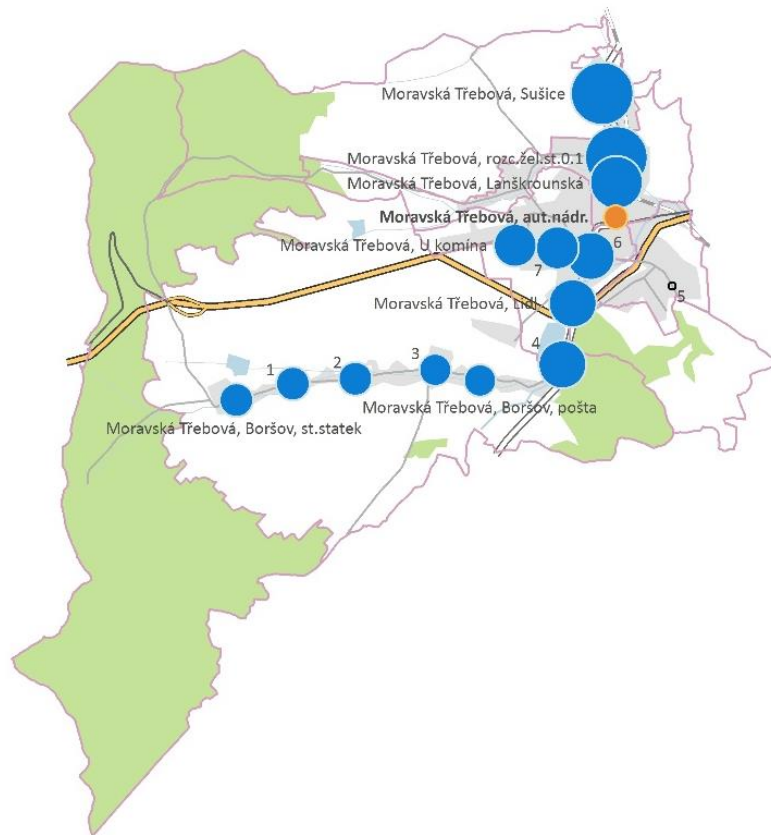 Moravská Třebová, Sušice
Moravská Třebová, rozc.žel.st.0.1
Moravská Třebová, Lanškrounská
Moravská Třebová, aut.nádr.
6
Moravská Třebová, U komína
7
5
Moravská Třebová, Lidl
4
3
2
1
Moravská Třebová, Boršov, pošta
Moravská Třebová, Boršov, st.statek